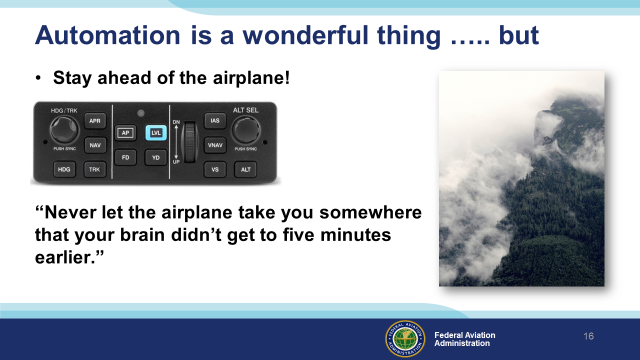 Automation is a wonderful thing ….. but
• Stay ahead of the airplane!
HDG/TRK
ALT SEL
APR
IAS
DN
AP
LVL
PUSH SYNC
NAV
VNAV
PUSH SYNC
FD
YD
UP
HDG
TRK
VS
ALT
“Never let the airplane take you somewhere
that your brain didn’t get to five minutes
earlier.”
Federal Aviation
Administration
16